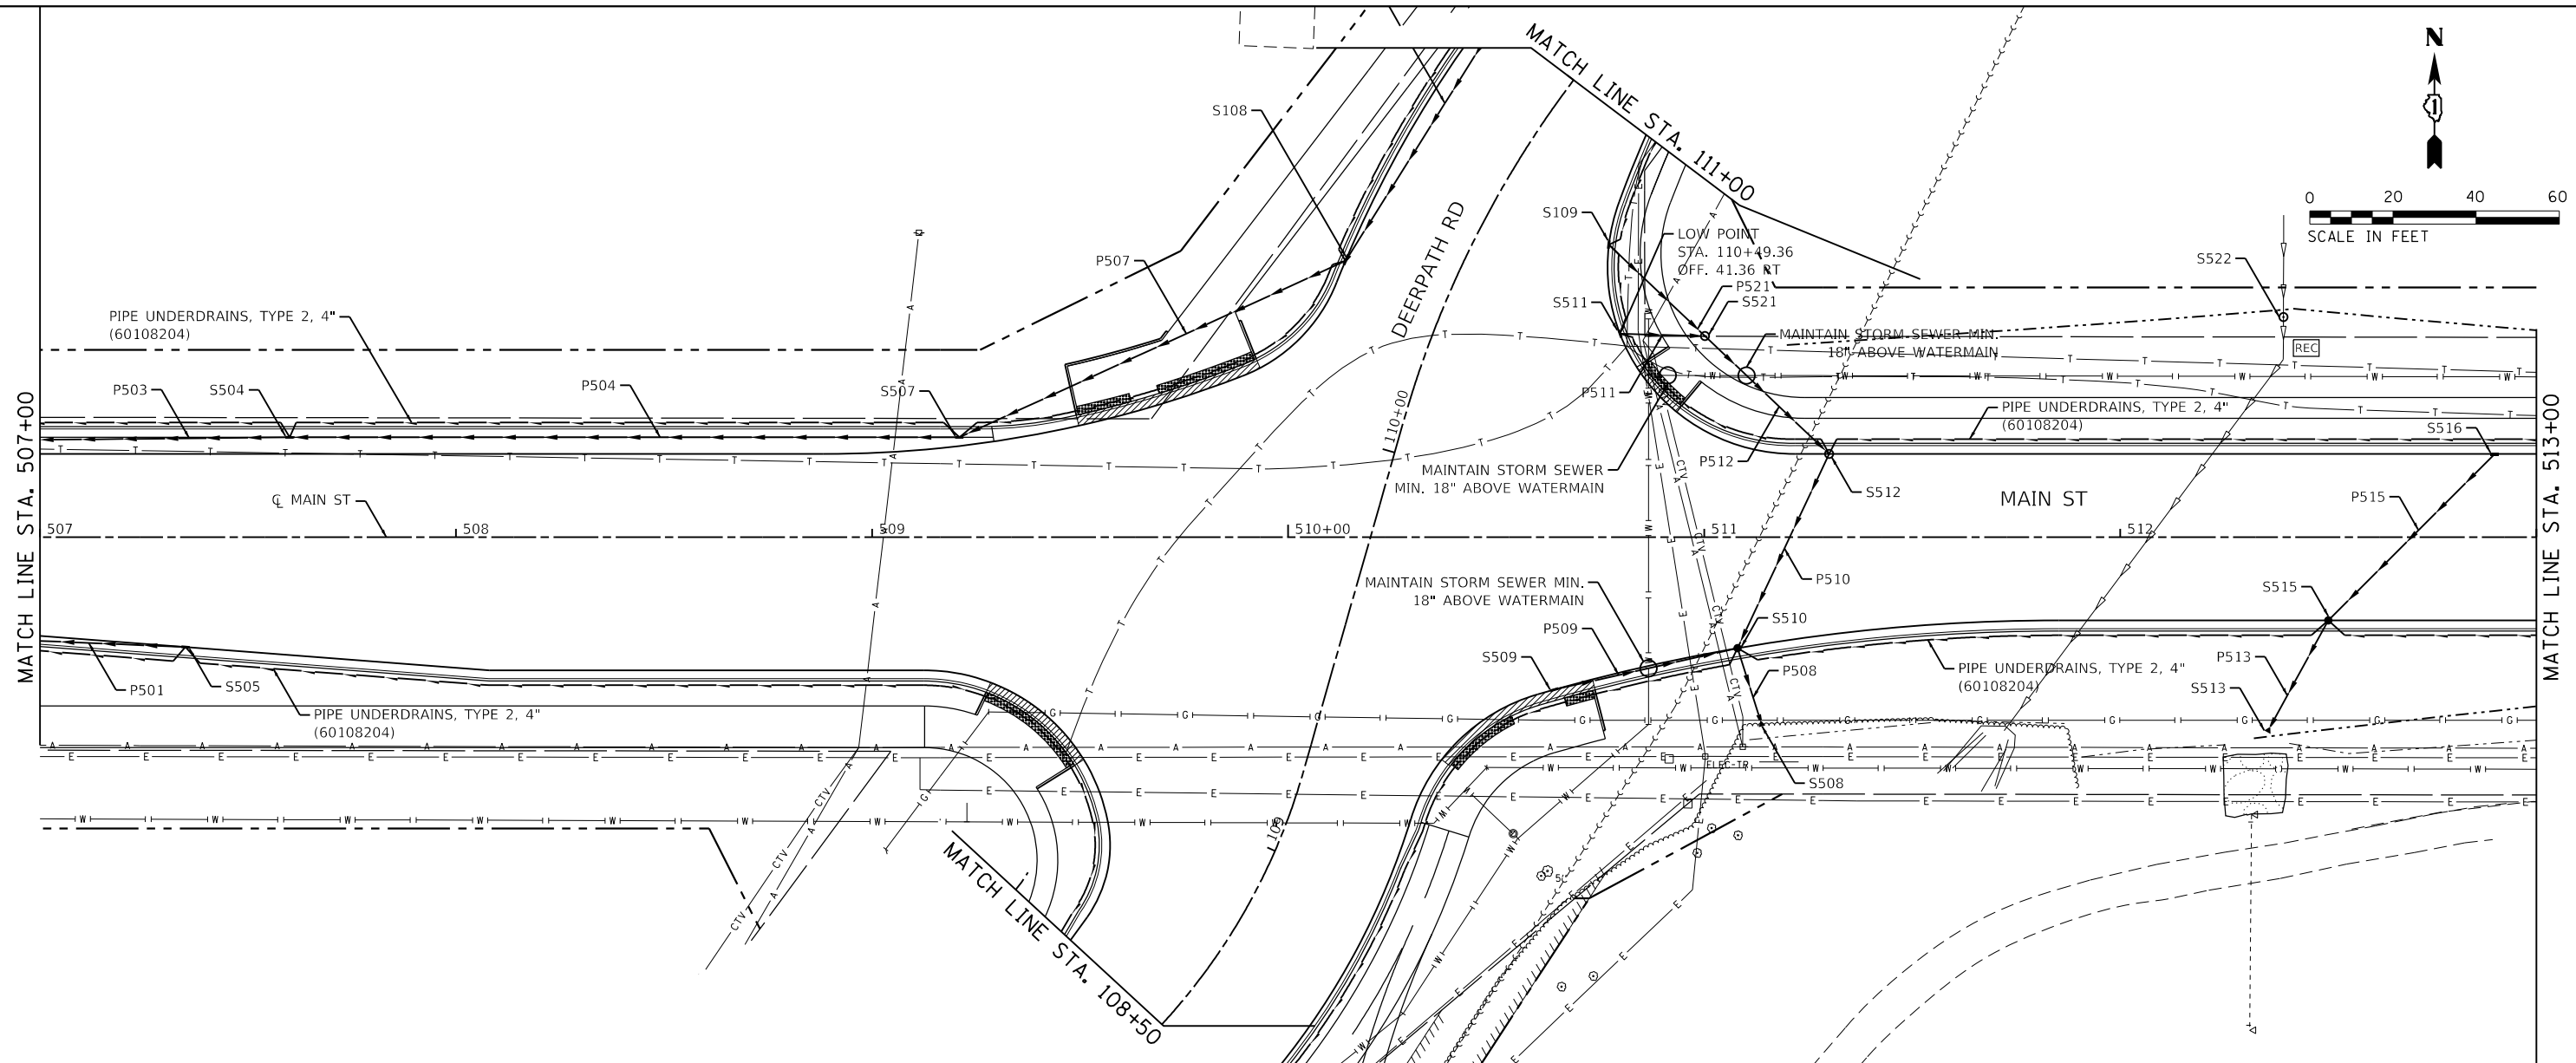 MATCH LINE STA. 111+00
N
1
0 20 40 60
SCALE IN FEET
S108
P507
DEERPATH RD
S109
LOW POINT
STA. 110+49.36
OFF. 41.36 RT
P521
S521
S522
S511
MAINTAIN STORM SEWER MIN.
18" ABOVE WATERMAIN
REC
PIPE UNDERDRAINS, TYPE 2, 4"
(60108204)
P503
S504
P504
S507
P511
110+00
PIPE UNDERDRAINS, TYPE 2, 4"
(60108204)
S516
MATCH LINE STA. 507+00
MATCH LINE STA. 513+00
MAINTAIN STORM SEWER
MIN. 18" ABOVE WATERMAIN
P512
S512
℄ MAIN ST
MAIN ST
P515
507
508
509
510+00
511
512
MAINTAIN STORM SEWER MIN.
18" ABOVE WATERMAIN
P510
S510
S515
P509
S509
P508
P501
S505
PIPE UNDERDRAINS, TYPE 2, 4"
(60108204)
PIPE UNDERDRAINS, TYPE 2, 4"
(60108204)
P513
S513
ELEC-TR
S508
109
MATCH LINE STA. 108+50
5
T T T T T T T
A A A A A A A
E E E E E E E
W W W W W W W
G G G G G G G
CTV CTV CTV